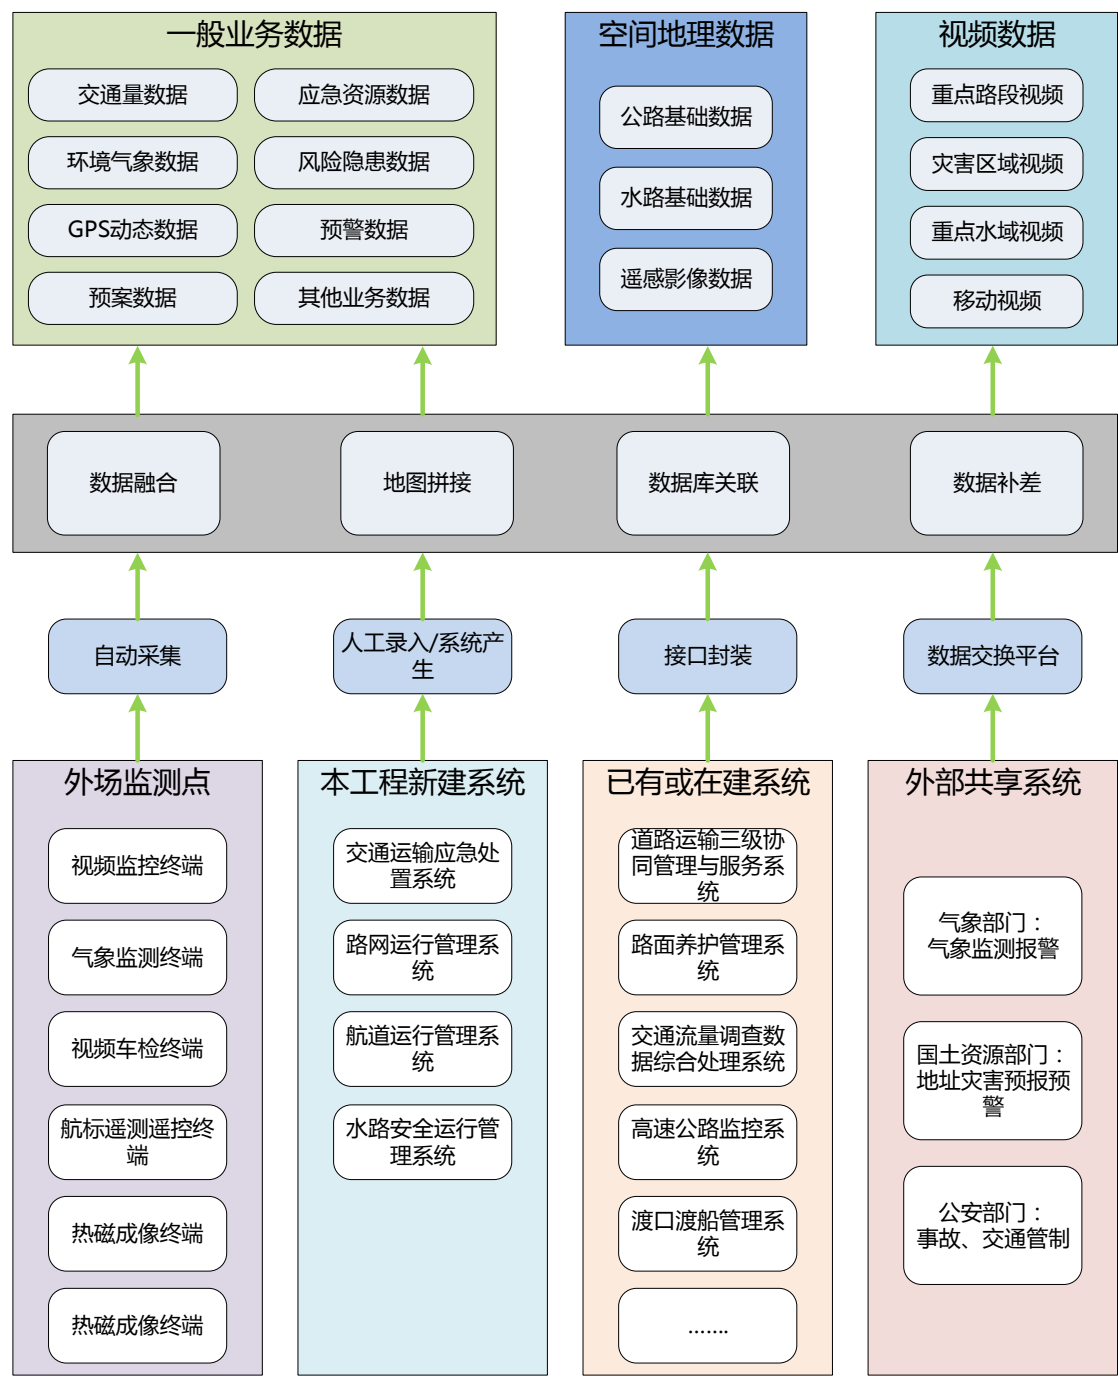 一般业务数据
交通量数据
应急资源数据
环境气象数据
风险隐患数据
GPS动态数据
预警数据
预案数据
其他业务数据
空间地理数据
公路基础数据
水路基础数据
遥感影像数据
视频数据
重点路段视频
灾害区域视频
重点水域视频
移动视频
数据融合
地图拼接
数据库关联
数据补差
自动采集
人工录入/系统产
生
接口封装
数据交换平台
外场监测点
视频监控终端
气象监测终端
视频车检终端
航标遥测遥控终
端
热磁成像终端
热磁成像终端
本工程新建系统
交通运输应急处
置系统
路网运行管理系
统
航道运行管理系
统
水路安全运行管
理系统
已有或在建系统
道路运输三级协
同管理与服务系
统
路面养护管理系
统
交通流量调查数
据综合处理系统
高速公路监控系
统
渡口渡船管理系
统
.......
外部共享系统
气象部门：
气象监测报警
国土资源部门：
地址灾害预报预
警
公安部门：
事故、交通管制